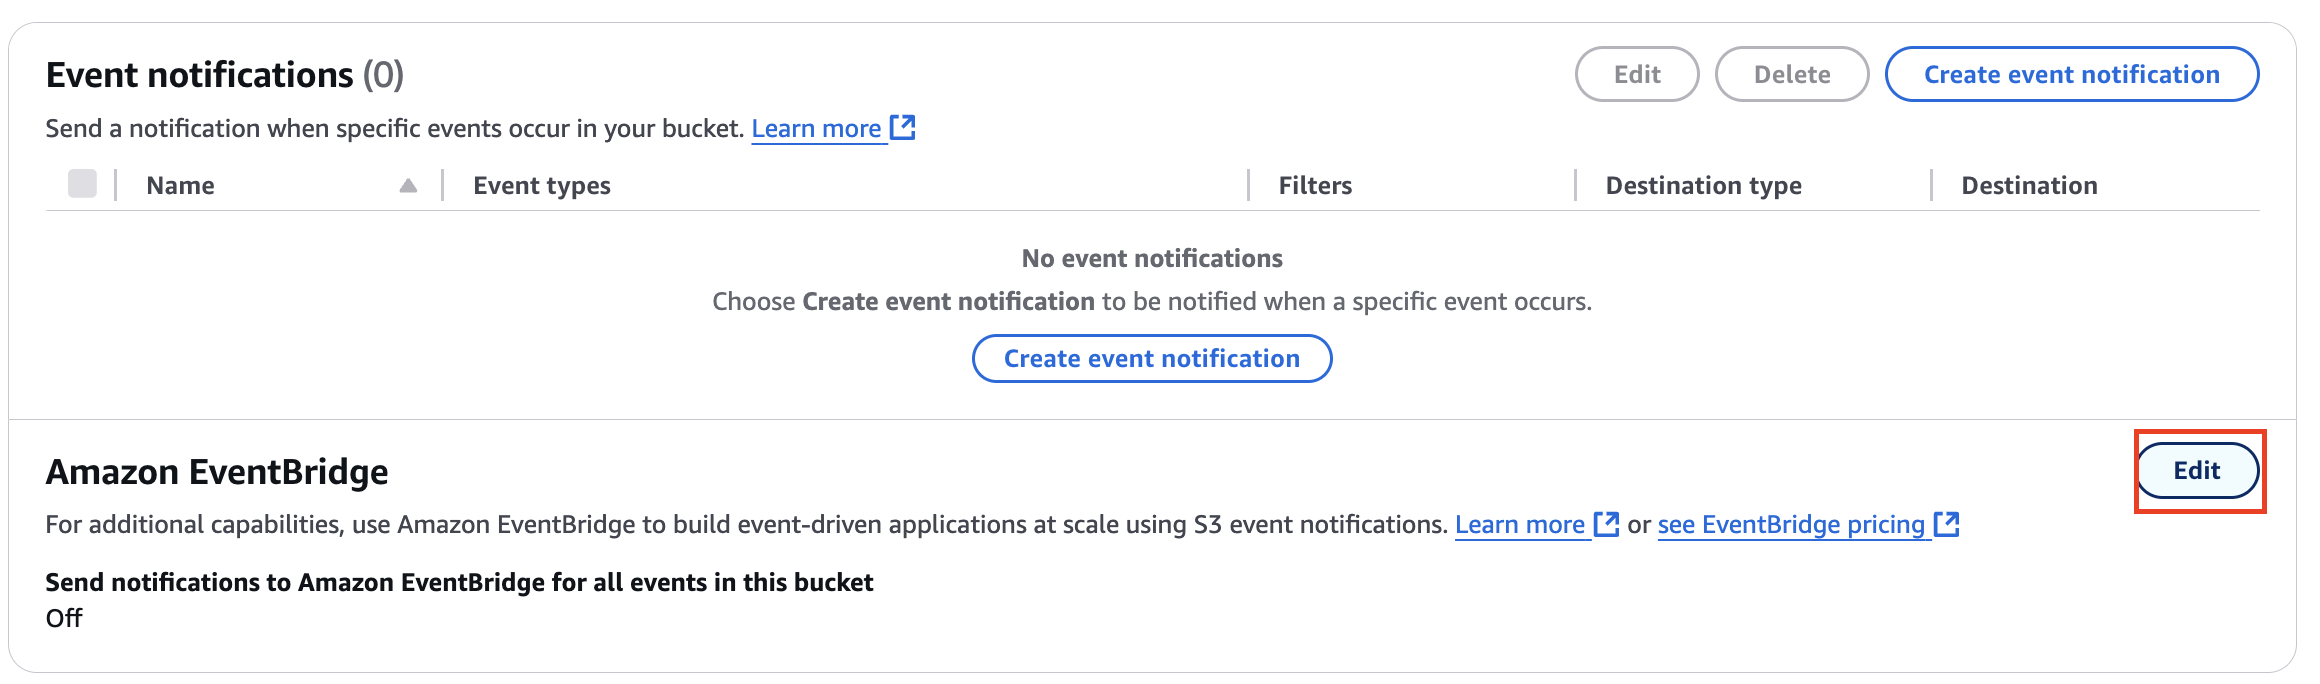 Event notifications (0)
Edit
Delete
Create event notification
Send a notification when specific events occur in your bucket. Learn more
Name
Event types
Filters
Destination type
Destination
No event notifications
Choose Create event notification to be notified when a specific event occurs.
Create event notification
Amazon EventBridge
Edit
For additional capabilities, use Amazon EventBridge to build event-driven applications at scale using S3 event notifications. Learn more or see EventBridge pricing
Send notifications to Amazon EventBridge for all events in this bucket
Off